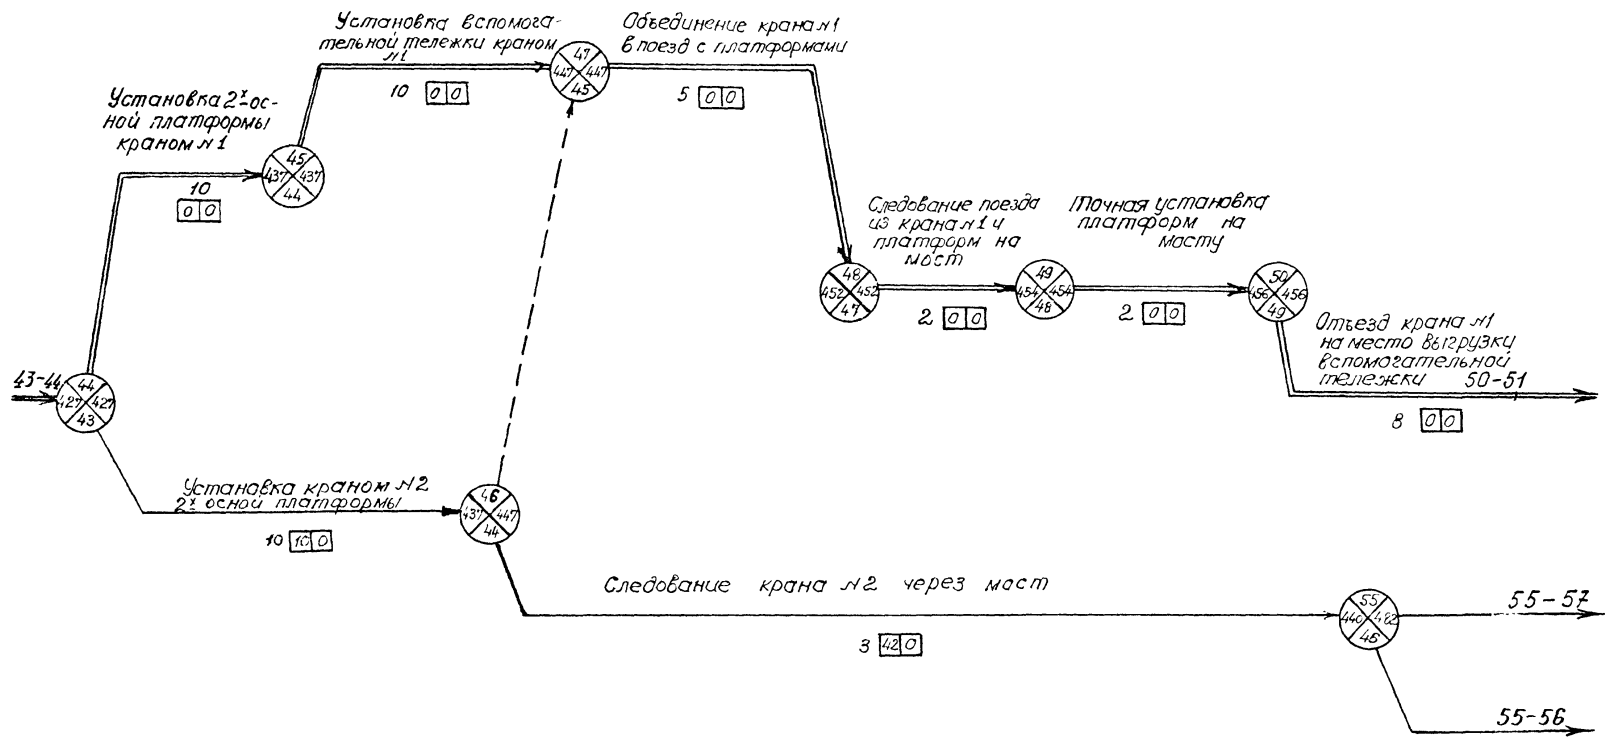 Установка вспомога-
тельной тележки краном
№1
10 0 0
47
447 447
45
Объединение крана №1
в поезд с платформами
5 0 0
Установка 2х ос-
ной платформы
краном №1
10
0 0
45
437 437
44
Следование поезда
из крана №1 и
платформ на
мост
2 0 0
48
452 452
47
49
454 454
48
Точная установка
платформ на
мосту
2 0 0
50
456 456
49
Отъезд крана №1
на место выгрузки
вспомогательной
тележки 50-51
8 0 0
43-44
44
427 427
43
Установка краном №2
2х осной платформы
10 10 0
46
437 447
44
Следование крана №2 через мост
3 42 0
55
440 482
46
55-57
55-56